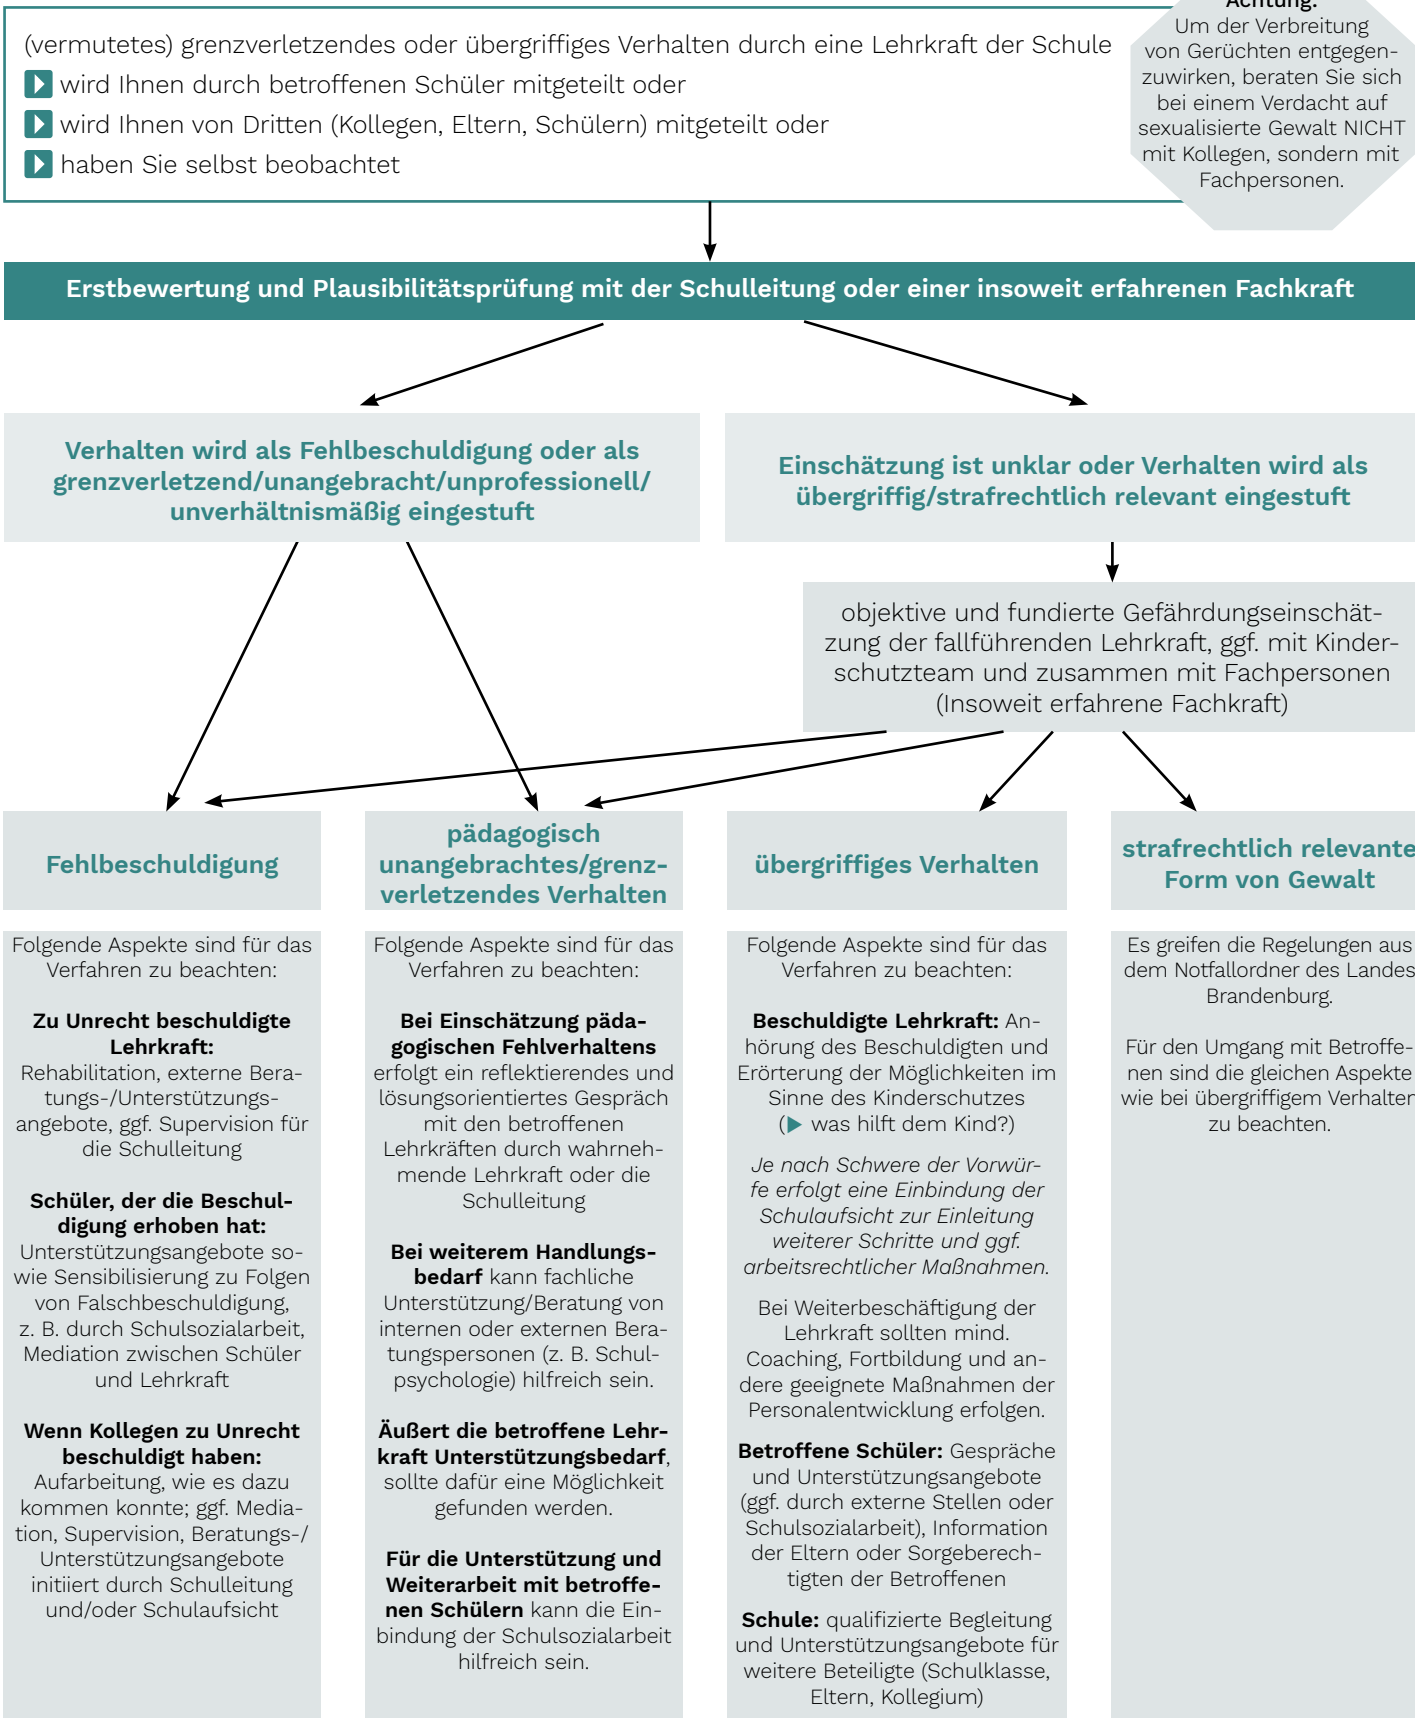 Achtung:
Um der Verbreitung
von Gerüchten entgegen-
zuwirken, beraten Sie sich
bei einem Verdacht auf
sexualisierte Gewalt NICHT
mit Kollegen, sondern mit
Fachpersonen.
(vermutetes) grenzverletzendes oder übergriffiges Verhalten durch eine Lehrkraft der Schule
wird Ihnen durch betroffenen Schüler mitgeteilt oder
wird Ihnen von Dritten (Kollegen, Eltern, Schülern) mitgeteilt oder
haben Sie selbst beobachtet
Erstbewertung und Plausibilitätsprüfung mit der Schulleitung oder einer insoweit erfahrenen Fachkraft
Verhalten wird als Fehlbeschuldigung oder als
grenzverletzend/unangebracht/unprofessionell/
unverhältnismäßig eingestuft
Einschätzung ist unklar oder Verhalten wird als
übergriffig/strafrechtlich relevant eingestuft
objektive und fundierte Gefährdungseinschät-
zung der fallführenden Lehrkraft, ggf. mit Kinder-
schutzteam und zusammen mit Fachpersonen
(Insoweit erfahrene Fachkraft)
Fehlbeschuldigung
Folgende Aspekte sind für das
Verfahren zu beachten:
Zu Unrecht beschuldigte
Lehrkraft:
Rehabilitation, externe Bera-
tungs-/Unterstützungs-
angebote, ggf. Supervision für
die Schulleitung
Schüler, der die Beschul-
digung erhoben hat:
Unterstützungsangebote so-
wie Sensibilisierung zu Folgen
von Falschbeschuldigung,
z. B. durch Schulsozialarbeit,
Mediation zwischen Schüler
und Lehrkraft
Wenn Kollegen zu Unrecht
beschuldigt haben:
Aufarbeitung, wie es dazu
kommen konnte; ggf. Media-
tion, Supervision, Beratungs-/
Unterstützungsangebote
initiiert durch Schulleitung
und/oder Schulaufsicht
pädagogisch
unangebrachtes/grenz-
verletzendes Verhalten
Folgende Aspekte sind für das
Verfahren zu beachten:
Bei Einschätzung päda-
gogischen Fehlverhaltens
erfolgt ein reflektierendes und
lösungsorientiertes Gespräch
mit den betroffenen
Lehrkräften durch wahrneh-
mende Lehrkraft oder die
Schulleitung
Bei weiterem Handlungs-
bedarf kann fachliche
Unterstützung/Beratung von
internen oder externen Bera-
tungspersonen (z. B. Schul-
psychologie) hilfreich sein.
Äußert die betroffene Lehr-
kraft Unterstützungsbedarf,
sollte dafür eine Möglichkeit
gefunden werden.
Für die Unterstützung und
Weiterarbeit mit betroffe-
nen Schülern kann die Ein-
bindung der Schulsozialarbeit
hilfreich sein.
übergriffiges Verhalten
Folgende Aspekte sind für das
Verfahren zu beachten:
Beschuldigte Lehrkraft: An-
hörung des Beschuldigten und
Erörterung der Möglichkeiten im
Sinne des Kinderschutzes
(▶ was hilft dem Kind?)
Je nach Schwere der Vorwür-
fe erfolgt eine Einbindung der
Schulaufsicht zur Einleitung
weiterer Schritte und ggf.
arbeitsrechtlicher Maßnahmen.
Bei Weiterbeschäftigung der
Lehrkraft sollten mind.
Coaching, Fortbildung und an-
dere geeignete Maßnahmen der
Personalentwicklung erfolgen.
Betroffene Schüler: Gespräche
und Unterstützungsangebote
(ggf. durch externe Stellen oder
Schulsozialarbeit), Information
der Eltern oder Sorgeberech-
tigten der Betroffenen
Schule: qualifizierte Begleitung
und Unterstützungsangebote für
weitere Beteiligte (Schulklasse,
Eltern, Kollegium)
strafrechtlich relevante
Form von Gewalt
Es greifen die Regelungen aus
dem Notfallordner des Landes
Brandenburg.
Für den Umgang mit Betroffe-
nen sind die gleichen Aspekte
wie bei übergriffigem Verhalten
zu beachten.